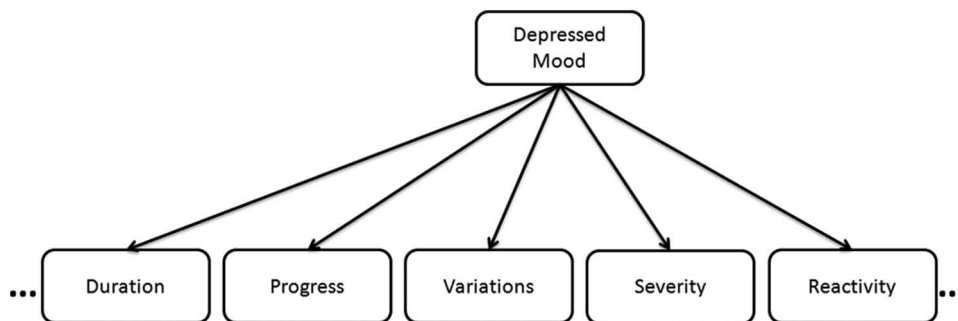 Depressed
Mood
... Duration Progress Variations Severity Reactivity ..